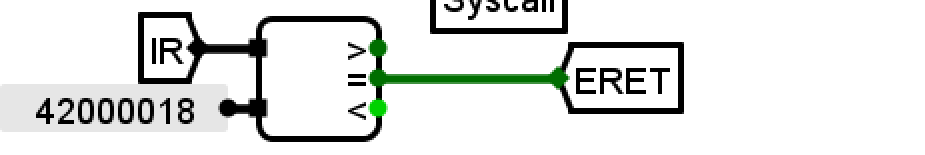 Syscall
IR
>
=
ERET
42000018
<